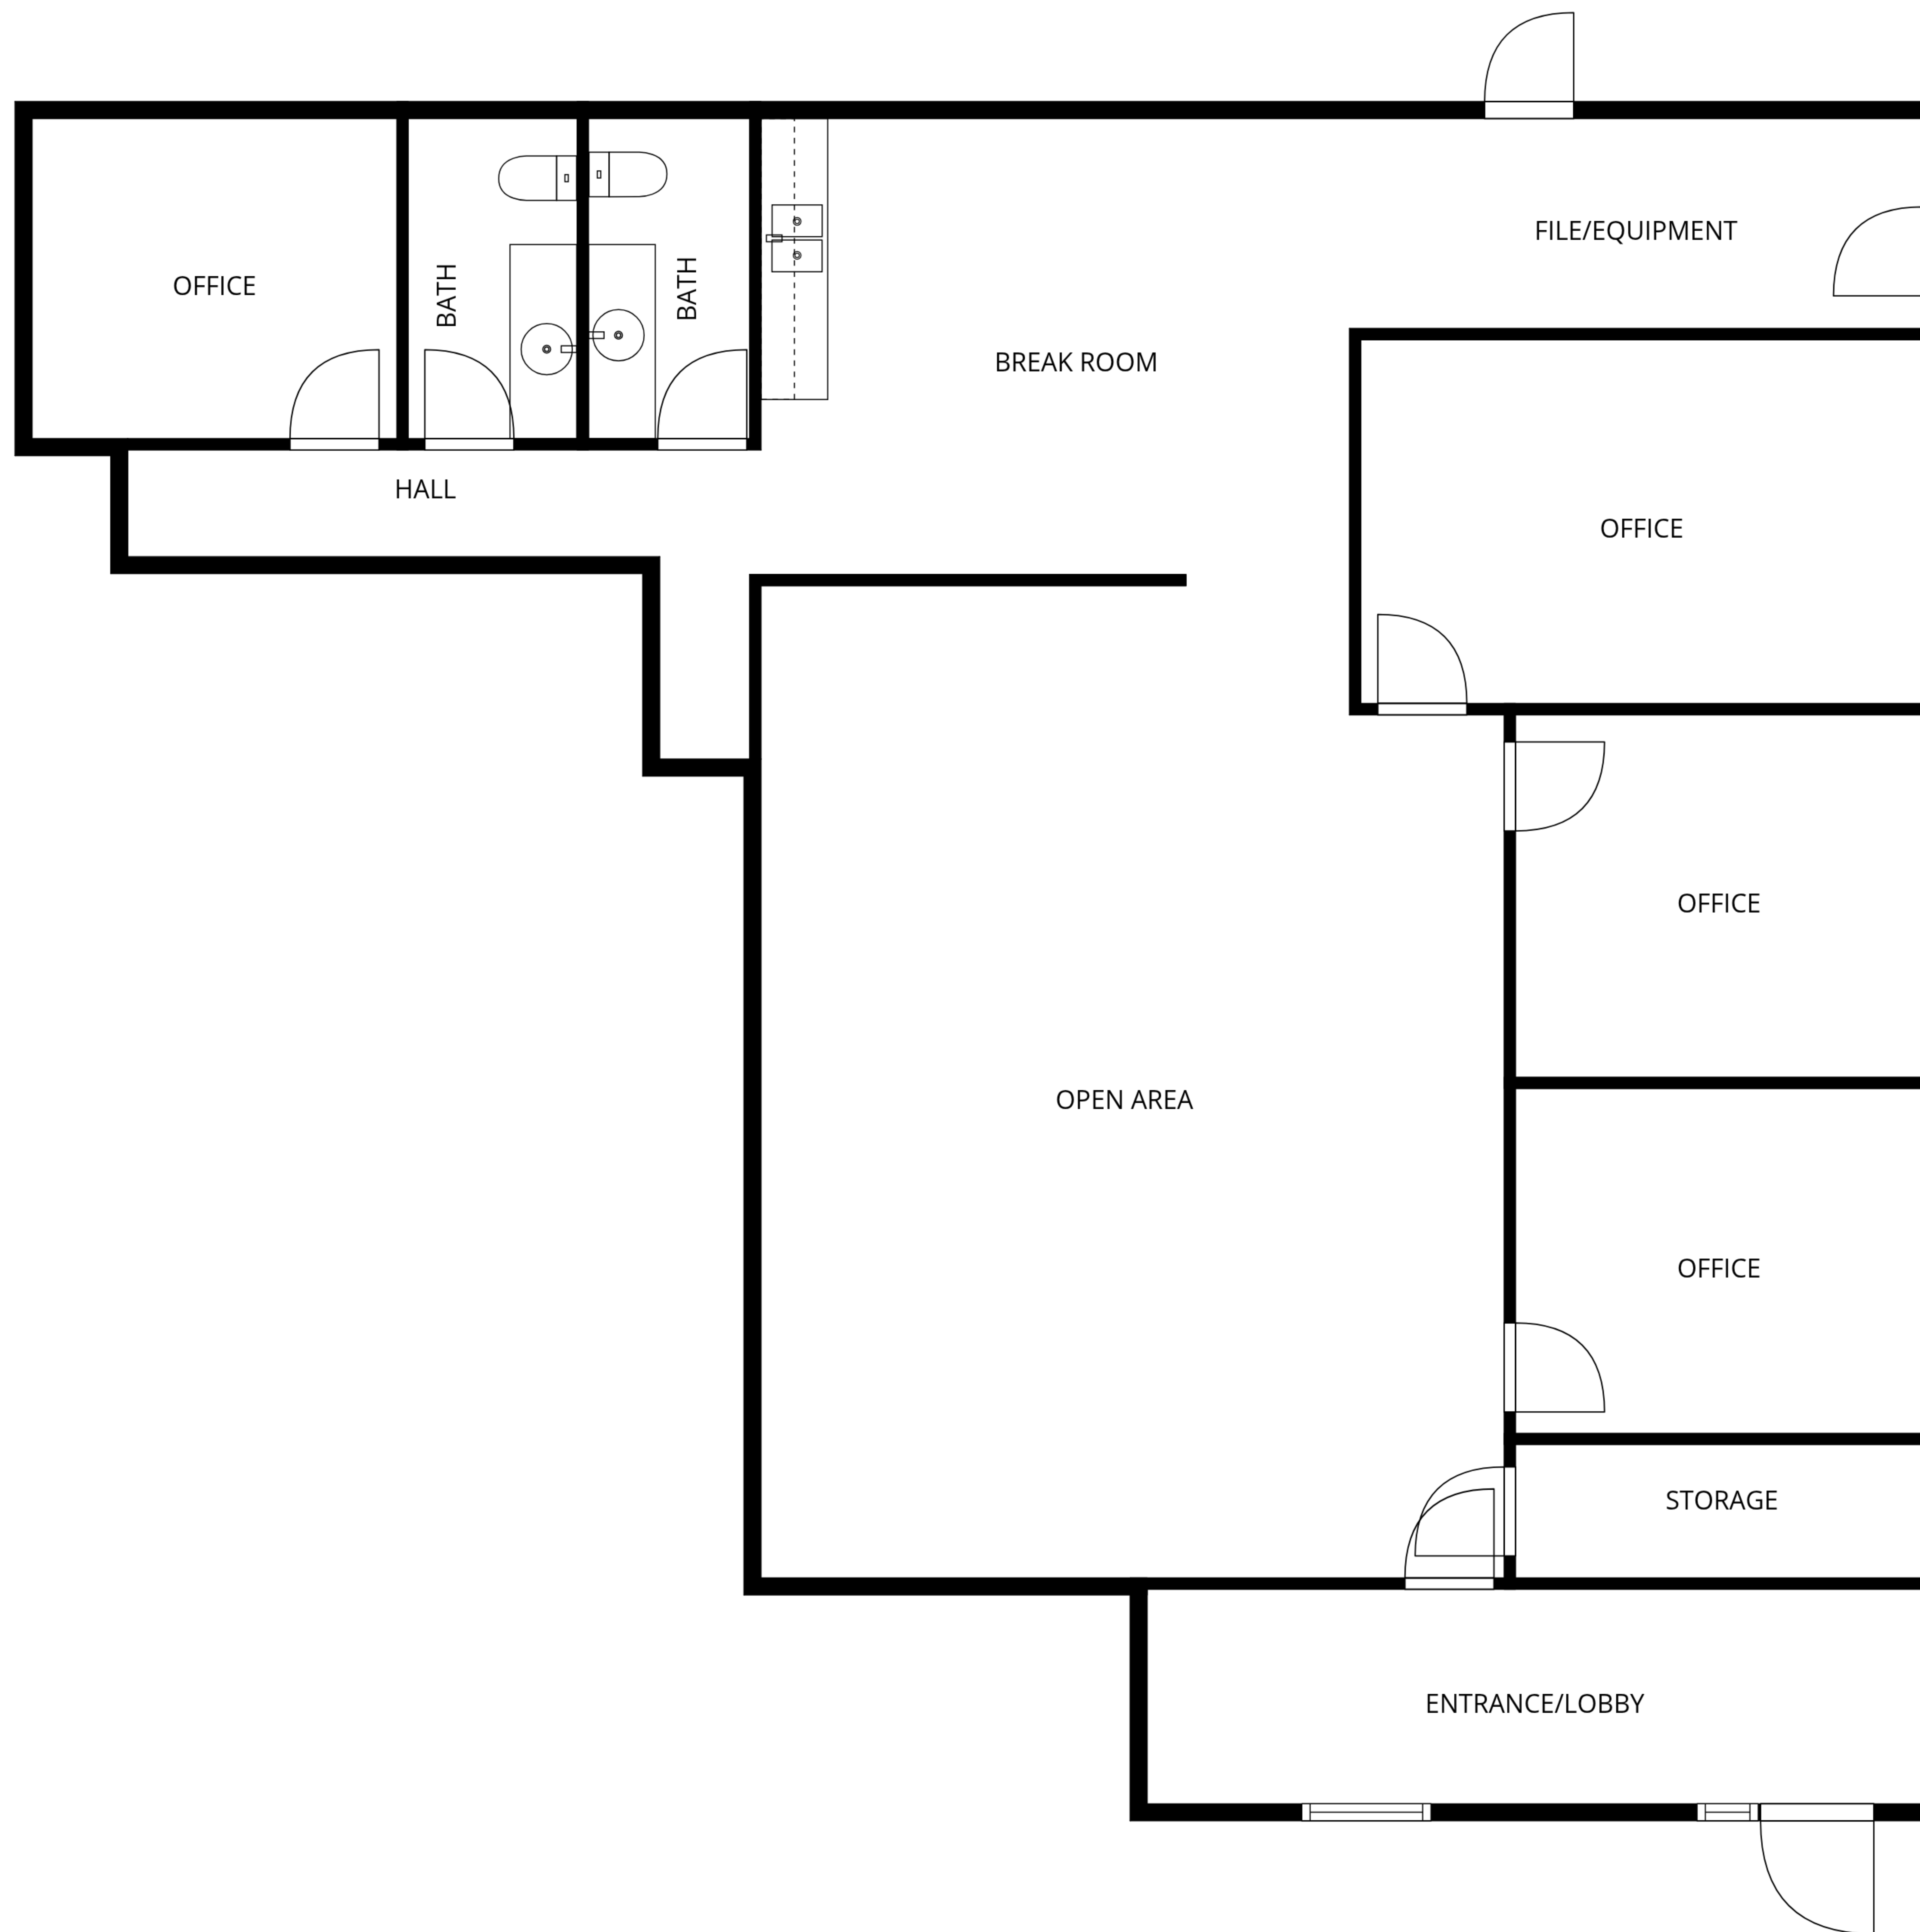 FILE/EQUIPMENT
OFFICE
BATH
BATH
BREAK ROOM
HALL
OFFICE
OFFICE
OPEN AREA
OFFICE
STORAGE
ENTRANCE/LOBBY